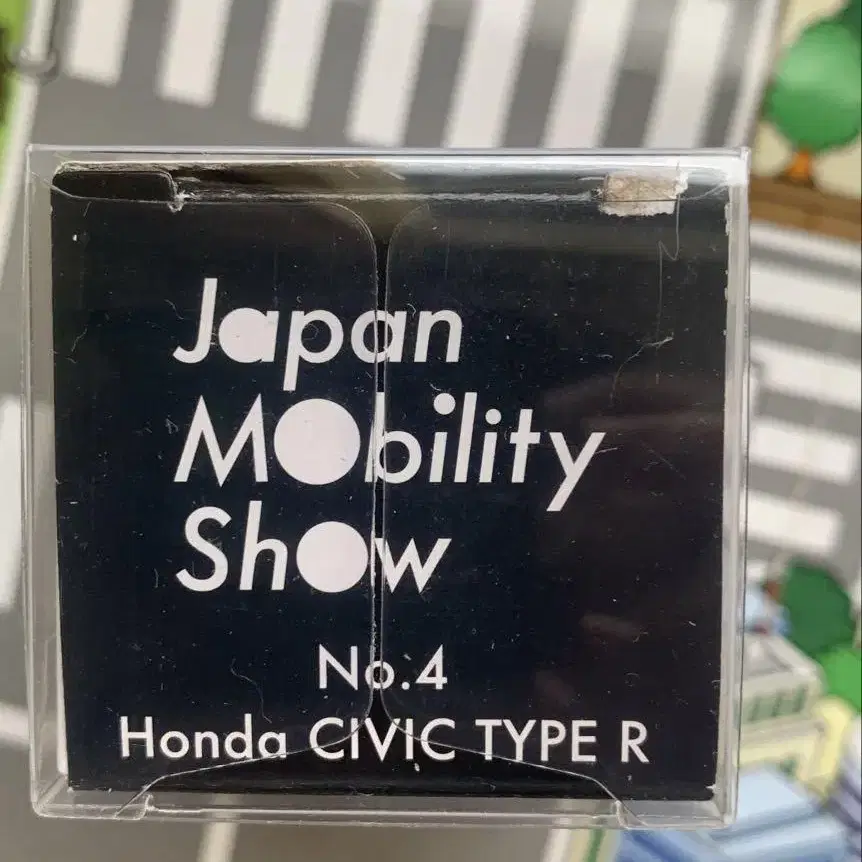 Japan
Mobility
Show
No.4
Honda CIVIC TYPE R